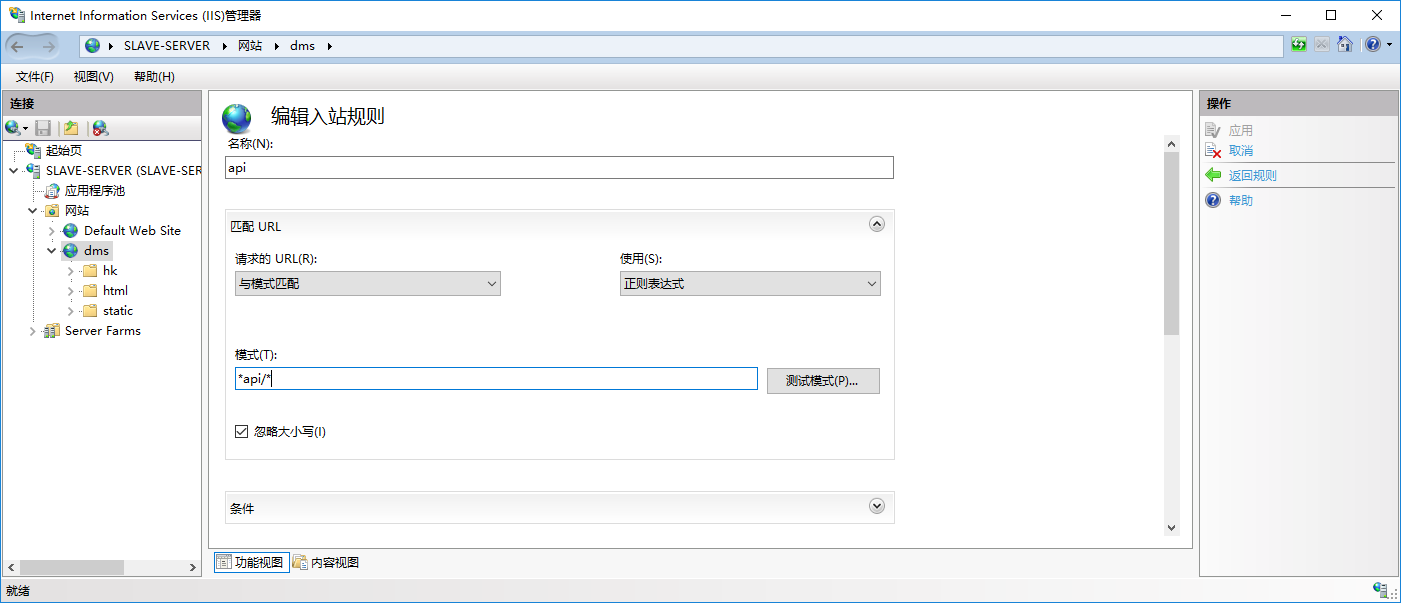 Internet Information Services (IIS)管理器
SLAVE-SERVER 网站 dms
文件(F) 视图(V) 帮助(H)
连接
起始页
SLAVE-SERVER (SLAVE-SER
应用程序池
网站
Default Web Site
dms
hk
html
static
Server Farms
编辑入站规则
名称(N):
api
匹配 URL
请求的 URL(R):
使用(S):
与模式匹配
正则表达式
模式(T):
*api/*
测试模式(P)...
忽略大小写(I)
条件
功能视图
内容视图
操作
应用
取消
返回规则
帮助
就绪